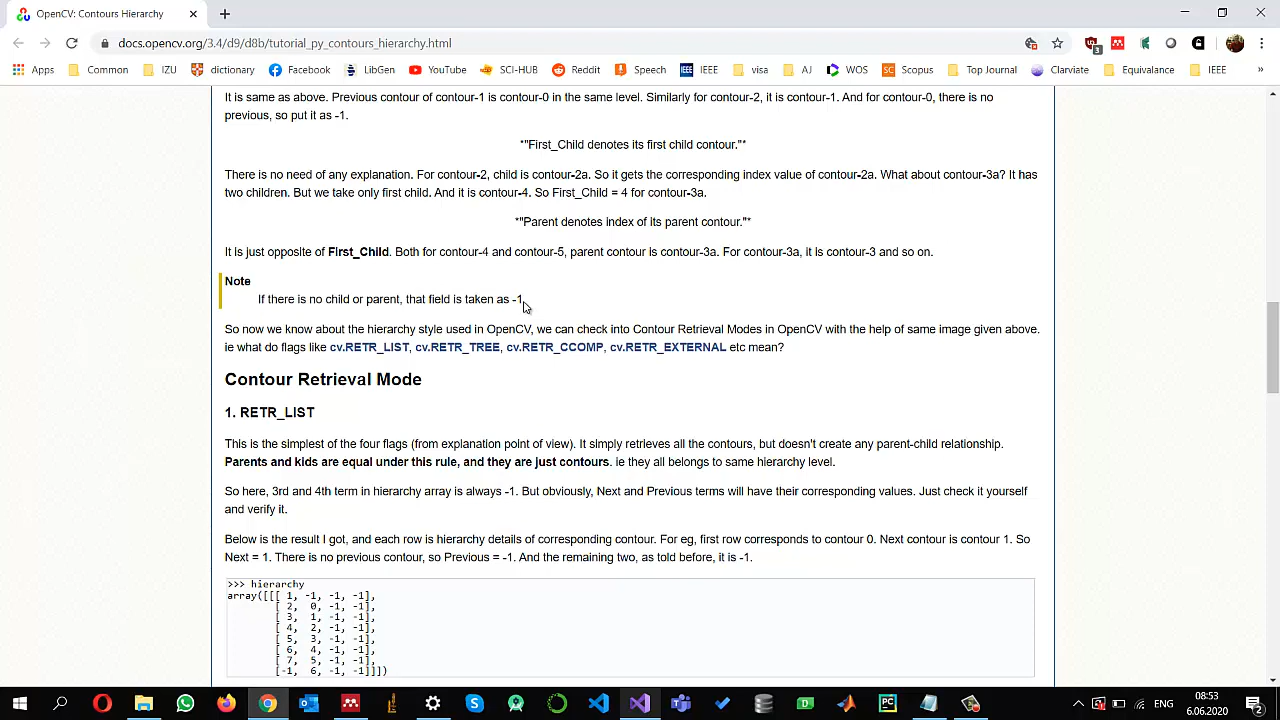 OpenCV: Contours Hierarchy
docs.opencv.org/3.4/d9/d8b/tutorial_py_contours_hierarchy.html
3
Apps Common IZU dictionary Facebook LibGen YouTube SCI-HUB Reddit Speech IEEE visa AJ WOS Scopus Top Journal Clarviate Equivalance IEEE »
It is same as above. Previous contour of contour-1 is contour-0 in the same level. Similarly for contour-2, it is contour-1. And for contour-0, there is no
previous, so put it as -1.
*"First_Child denotes its first child contour."*
There is no need of any explanation. For contour-2, child is contour-2a. So it gets the corresponding index value of contour-2a. What about contour-3a? It has
two children. But we take only first child. And it is contour-4. So First_Child = 4 for contour-3a.
*"Parent denotes index of its parent contour."*
It is just opposite of First_Child. Both for contour-4 and contour-5, parent contour is contour-3a. For contour-3a, it is contour-3 and so on.
Note
If there is no child or parent, that field is taken as -1
So now we know about the hierarchy style used in OpenCV, we can check into Contour Retrieval Modes in OpenCV with the help of same image given above.
ie what do flags like cv.RETR_LIST, cv.RETR_TREE, cv.RETR_CCOMP, cv.RETR_EXTERNAL etc mean?
Contour Retrieval Mode
1. RETR_LIST
This is the simplest of the four flags (from explanation point of view). It simply retrieves all the contours, but doesn't create any parent-child relationship.
Parents and kids are equal under this rule, and they are just contours. ie they all belongs to same hierarchy level.
So here, 3rd and 4th term in hierarchy array is always -1. But obviously, Next and Previous terms will have their corresponding values. Just check it yourself
and verify it.
Below is the result I got, and each row is hierarchy details of corresponding contour. For eg, first row corresponds to contour 0. Next contour is contour 1. So
Next = 1. There is no previous contour, so Previous = -1. And the remaining two, as told before, it is -1.
>>> hierarchy
array([[[ 1, -1, -1, -1],
[ 2, 0, -1, -1],
[ 3, 1, -1, -1],
[ 4, 2, -1, -1],
[ 5, 3, -1, -1],
[ 6, 4, -1, -1],
[ 7, 5, -1, -1],
[-1, 6, -1, -1]]])
ENG
08:53
6.06.2020
2